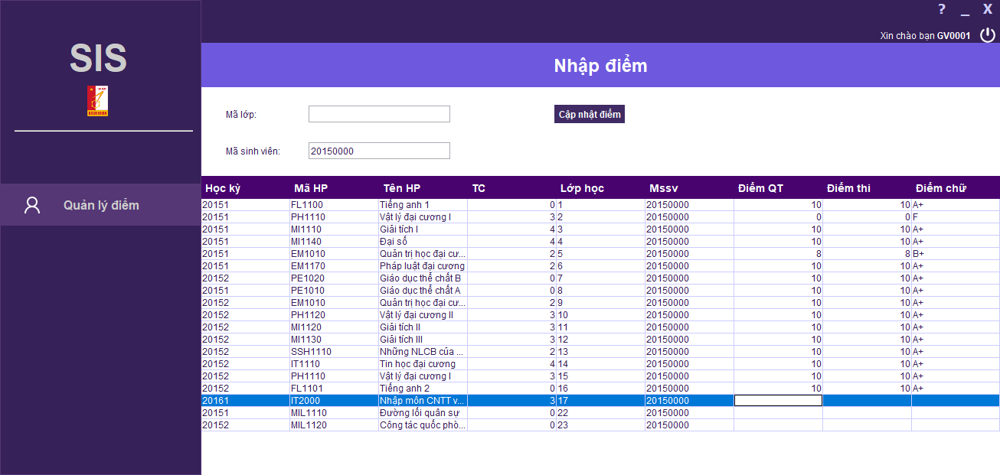 ? _ X
Xin chào bạn GV0001
SIS
BÁCH KHOA
Nhập điểm
Mã lớp:
Cập nhật điểm
Mã sinh viên: 20150000
Quản lý điểm
Học kỳ Mã HP Tên HP TC Lớp học Mssv Điểm QT Điểm thi Điểm chữ
20151 FL1100 Tiếng anh 1 0 1 20150000 10 10 A+
20151 PH1110 Vật lý đại cương I 3 2 20150000 0 0 F
20151 MI1110 Giải tích I 4 3 20150000 10 10 A+
20151 MI1140 Đại số 4 4 20150000 10 10 A+
20151 EM1010 Quản trị học đại cư... 2 5 20150000 8 8 B+
20151 EM1170 Pháp luật đại cương 2 6 20150000 10 10 A+
20152 PE1020 Giáo dục thể chất B 0 7 20150000 10 10 A+
20151 PE1010 Giáo dục thể chất A 0 8 20150000 10 10 A+
20152 EM1010 Quản trị học đại cư... 2 9 20150000 10 10 A+
20152 PH1120 Vật lý đại cương II 3 10 20150000 10 10 A+
20152 MI1120 Giải tích II 3 11 20150000 10 10 A+
20152 MI1130 Giải tích III 3 12 20150000 10 10 A+
20152 SSH1110 Những NLCB của ... 2 13 20150000 10 10 A+
20152 IT1110 Tin học đại cương 4 14 20150000 10 10 A+
20152 PH1110 Vật lý đại cương I 3 15 20150000 10 10 A+
20152 FL1101 Tiếng anh 2 0 16 20150000 10 10 A+
20161 IT2000 Nhập môn CNTT v... 3 17 20150000
20151 MIL1110 Đường lối quân sự 0 22 20150000
20152 MIL1120 Công tác quốc phò... 0 23 20150000